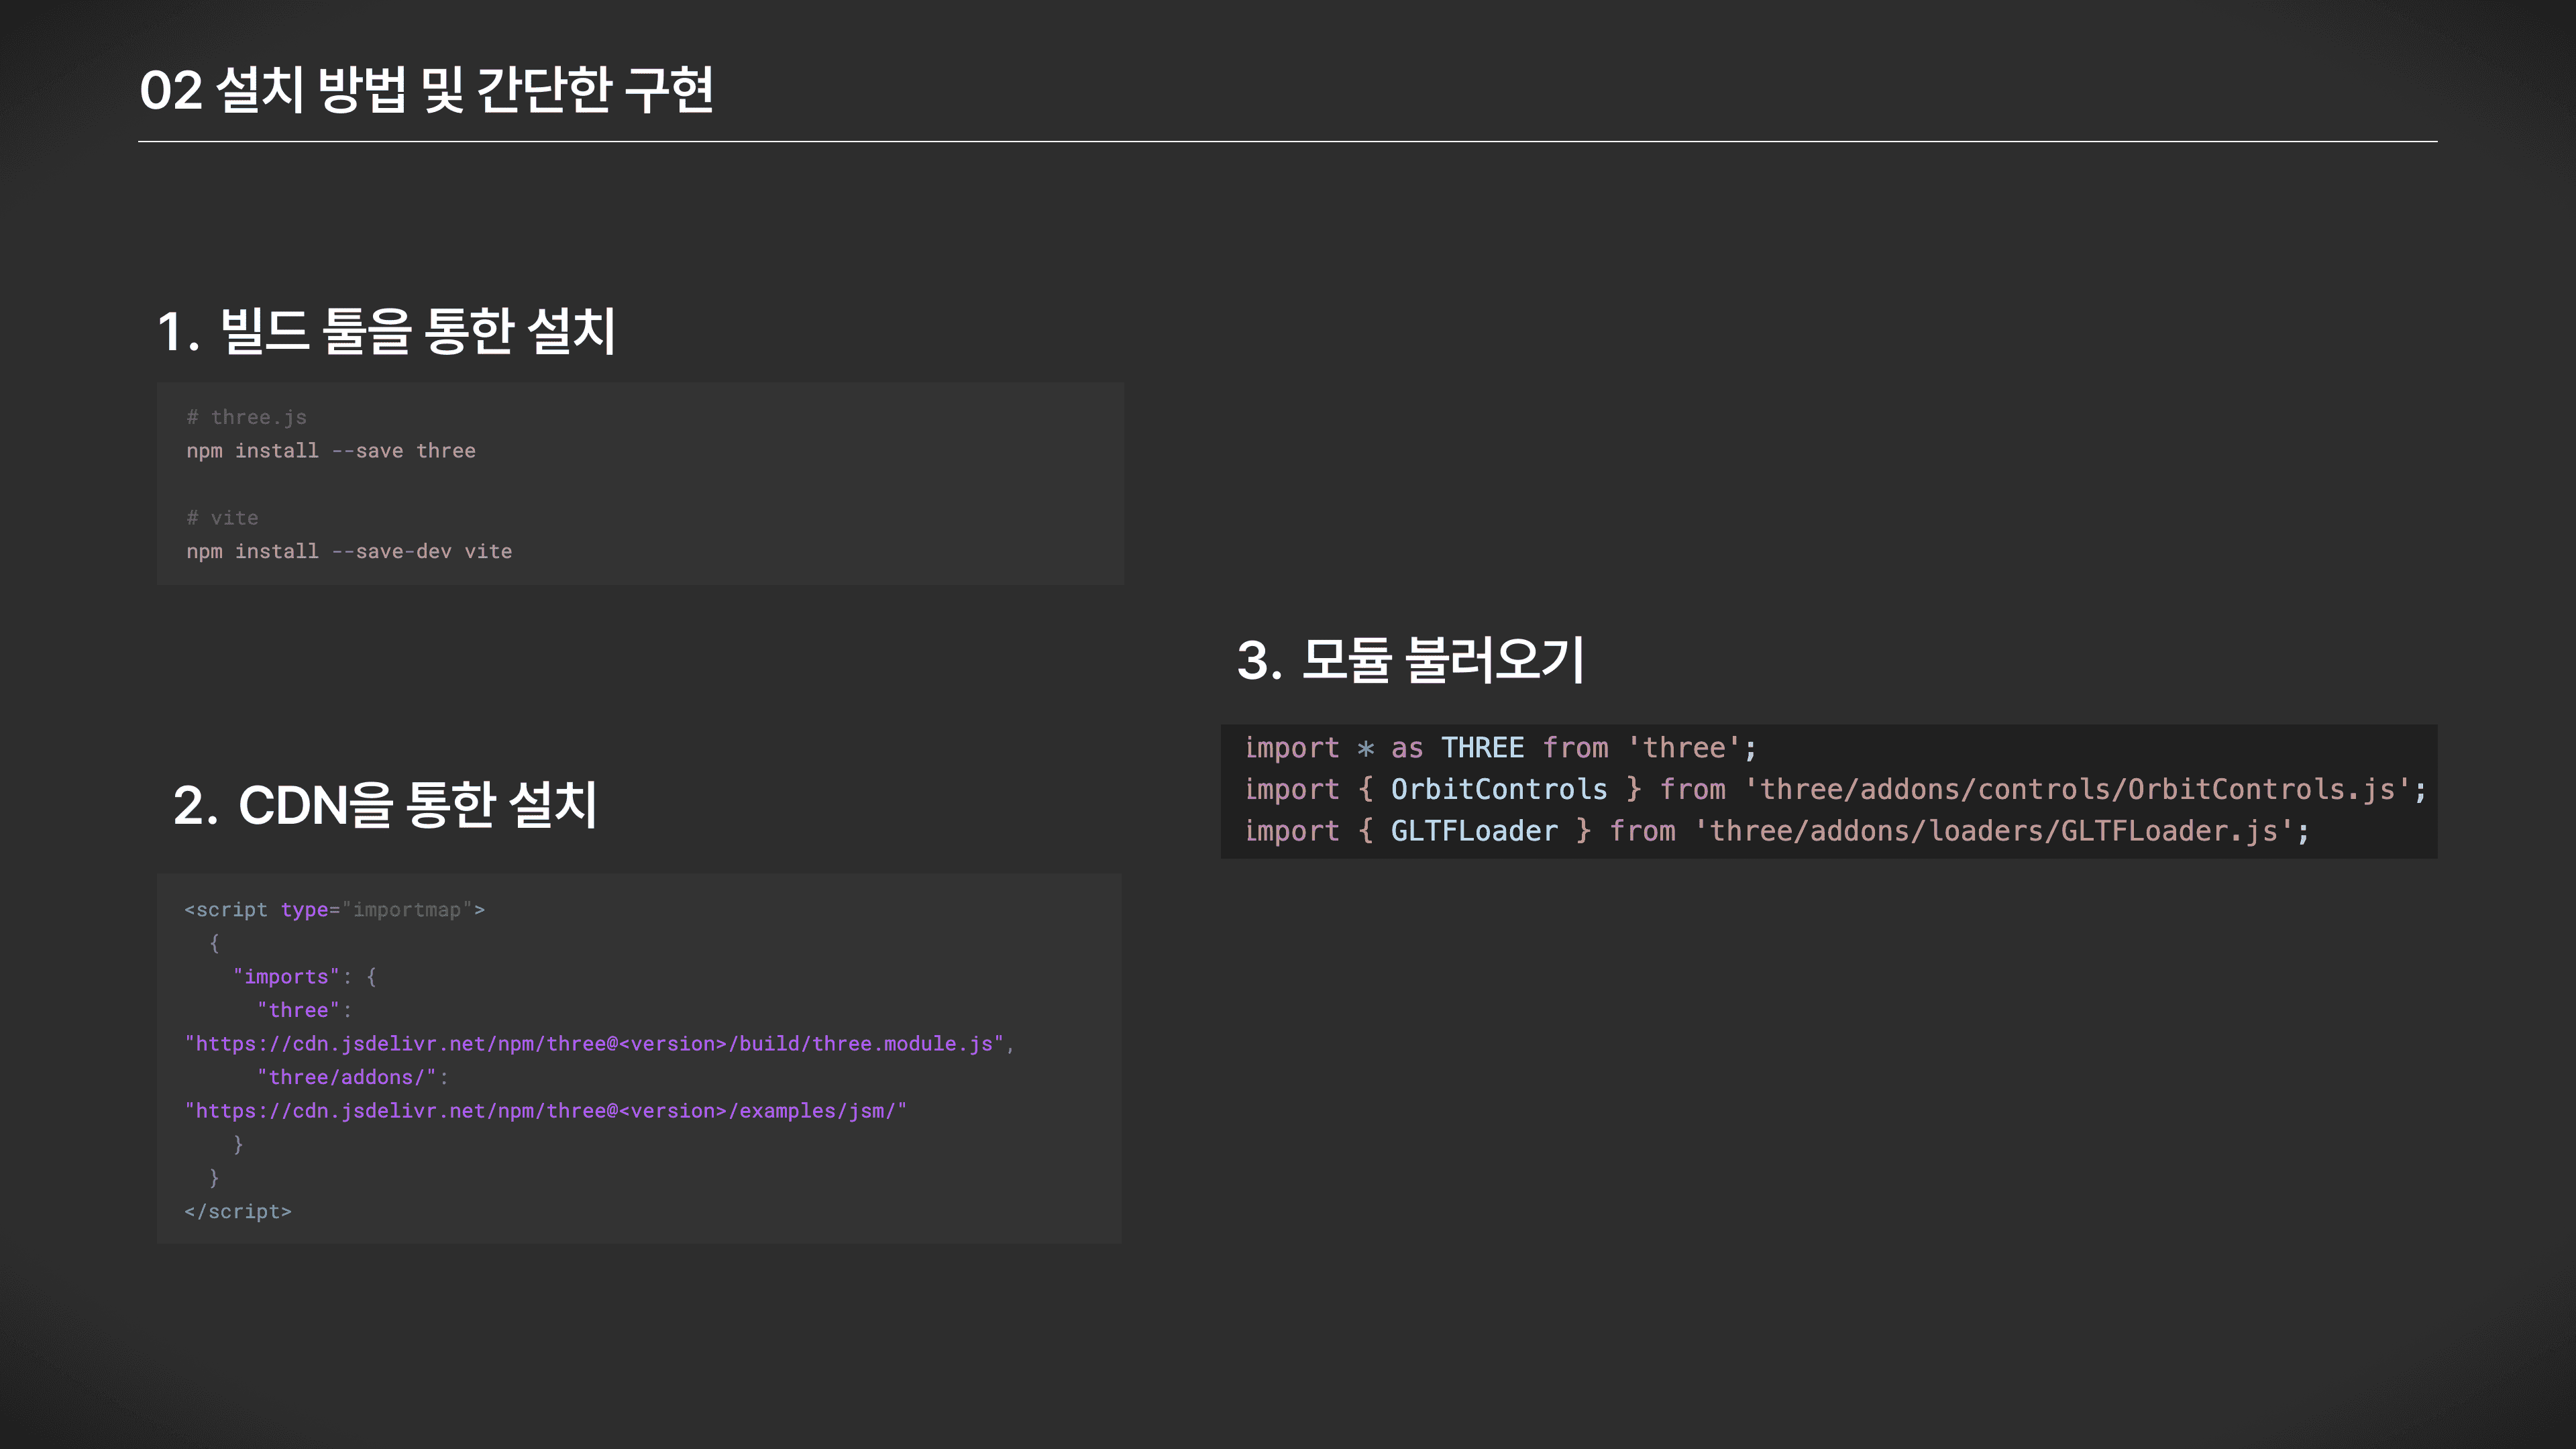 02 설치 방법 및 간단한 구현
1. 빌드 툴을 통한 설치
# three.js
npm install --save three
# vite
npm install --save-dev vite
2. CDN을 통한 설치
<script type="importmap">
  {
    "imports": {
      "three":
"https://cdn.jsdelivr.net/npm/three@<version>/build/three.module.js",
      "three/addons/":
"https://cdn.jsdelivr.net/npm/three@<version>/examples/jsm/"
    }
  }
</script>
3. 모듈 불러오기
import * as THREE from 'three';
import { OrbitControls } from 'three/addons/controls/OrbitControls.js';
import { GLTFLoader } from 'three/addons/loaders/GLTFLoader.js';